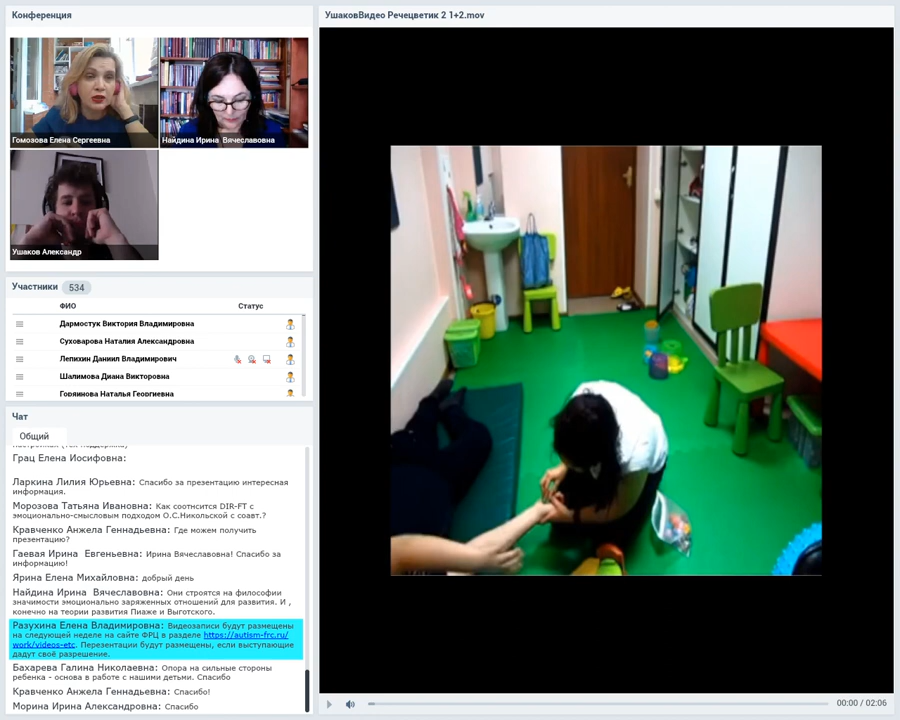 Конференция
Гомозова Елена Сергеевна
Найдина Ирина Вячеславовна
Ушаков Александр
Участники 534
ФИО Статус
Дармостук Виктория Владимировна
Суховарова Наталия Александровна
Лепихин Даниил Владимирович
Шалимова Диана Викторовна
Горяинова Наталья Георгиевна
Чат
Общий
Грац Елена Иосифовна:
Ларкина Лилия Юрьевна: Спасибо за презентацию интересная
информация.
Морозова Татьяна Ивановна: Как соотнсится DIR-FT с
эмоционально-смысловым подходом О.С.Никольской с соавт.?
Кравченко Анжела Геннадьевна: Где можем получить
презентацию?
Гаевая Ирина Евгеньевна: Ирина Вячеславовна! Спасибо за
информацию!
Ярина Елена Михайловна: добрый день
Найдина Ирина Вячеславовна: Они строятся на философии
значимости эмоционально заряженных отношений для развития. И ,
конечно на теории развития Пиаже и Выготского.
Разухина Елена Владимировна: Видеозаписи будут размещены
на следующей неделе на сайте ФРЦ в разделе https://autism-frc.ru/
work/videos-etc. Перезентации будут размещены, если выступающие
дадут своё разрешение.
Бахарева Галина Николаевна: Опора на сильные стороны
ребенка - основа в работе с нашими детьми. Спасибо
Кравченко Анжела Геннадьевна: Спасибо!
Морина Ирина Александровна: Спасибо
УшаковВидео Речецветик 2 1+2.mov
00:00 / 02:06